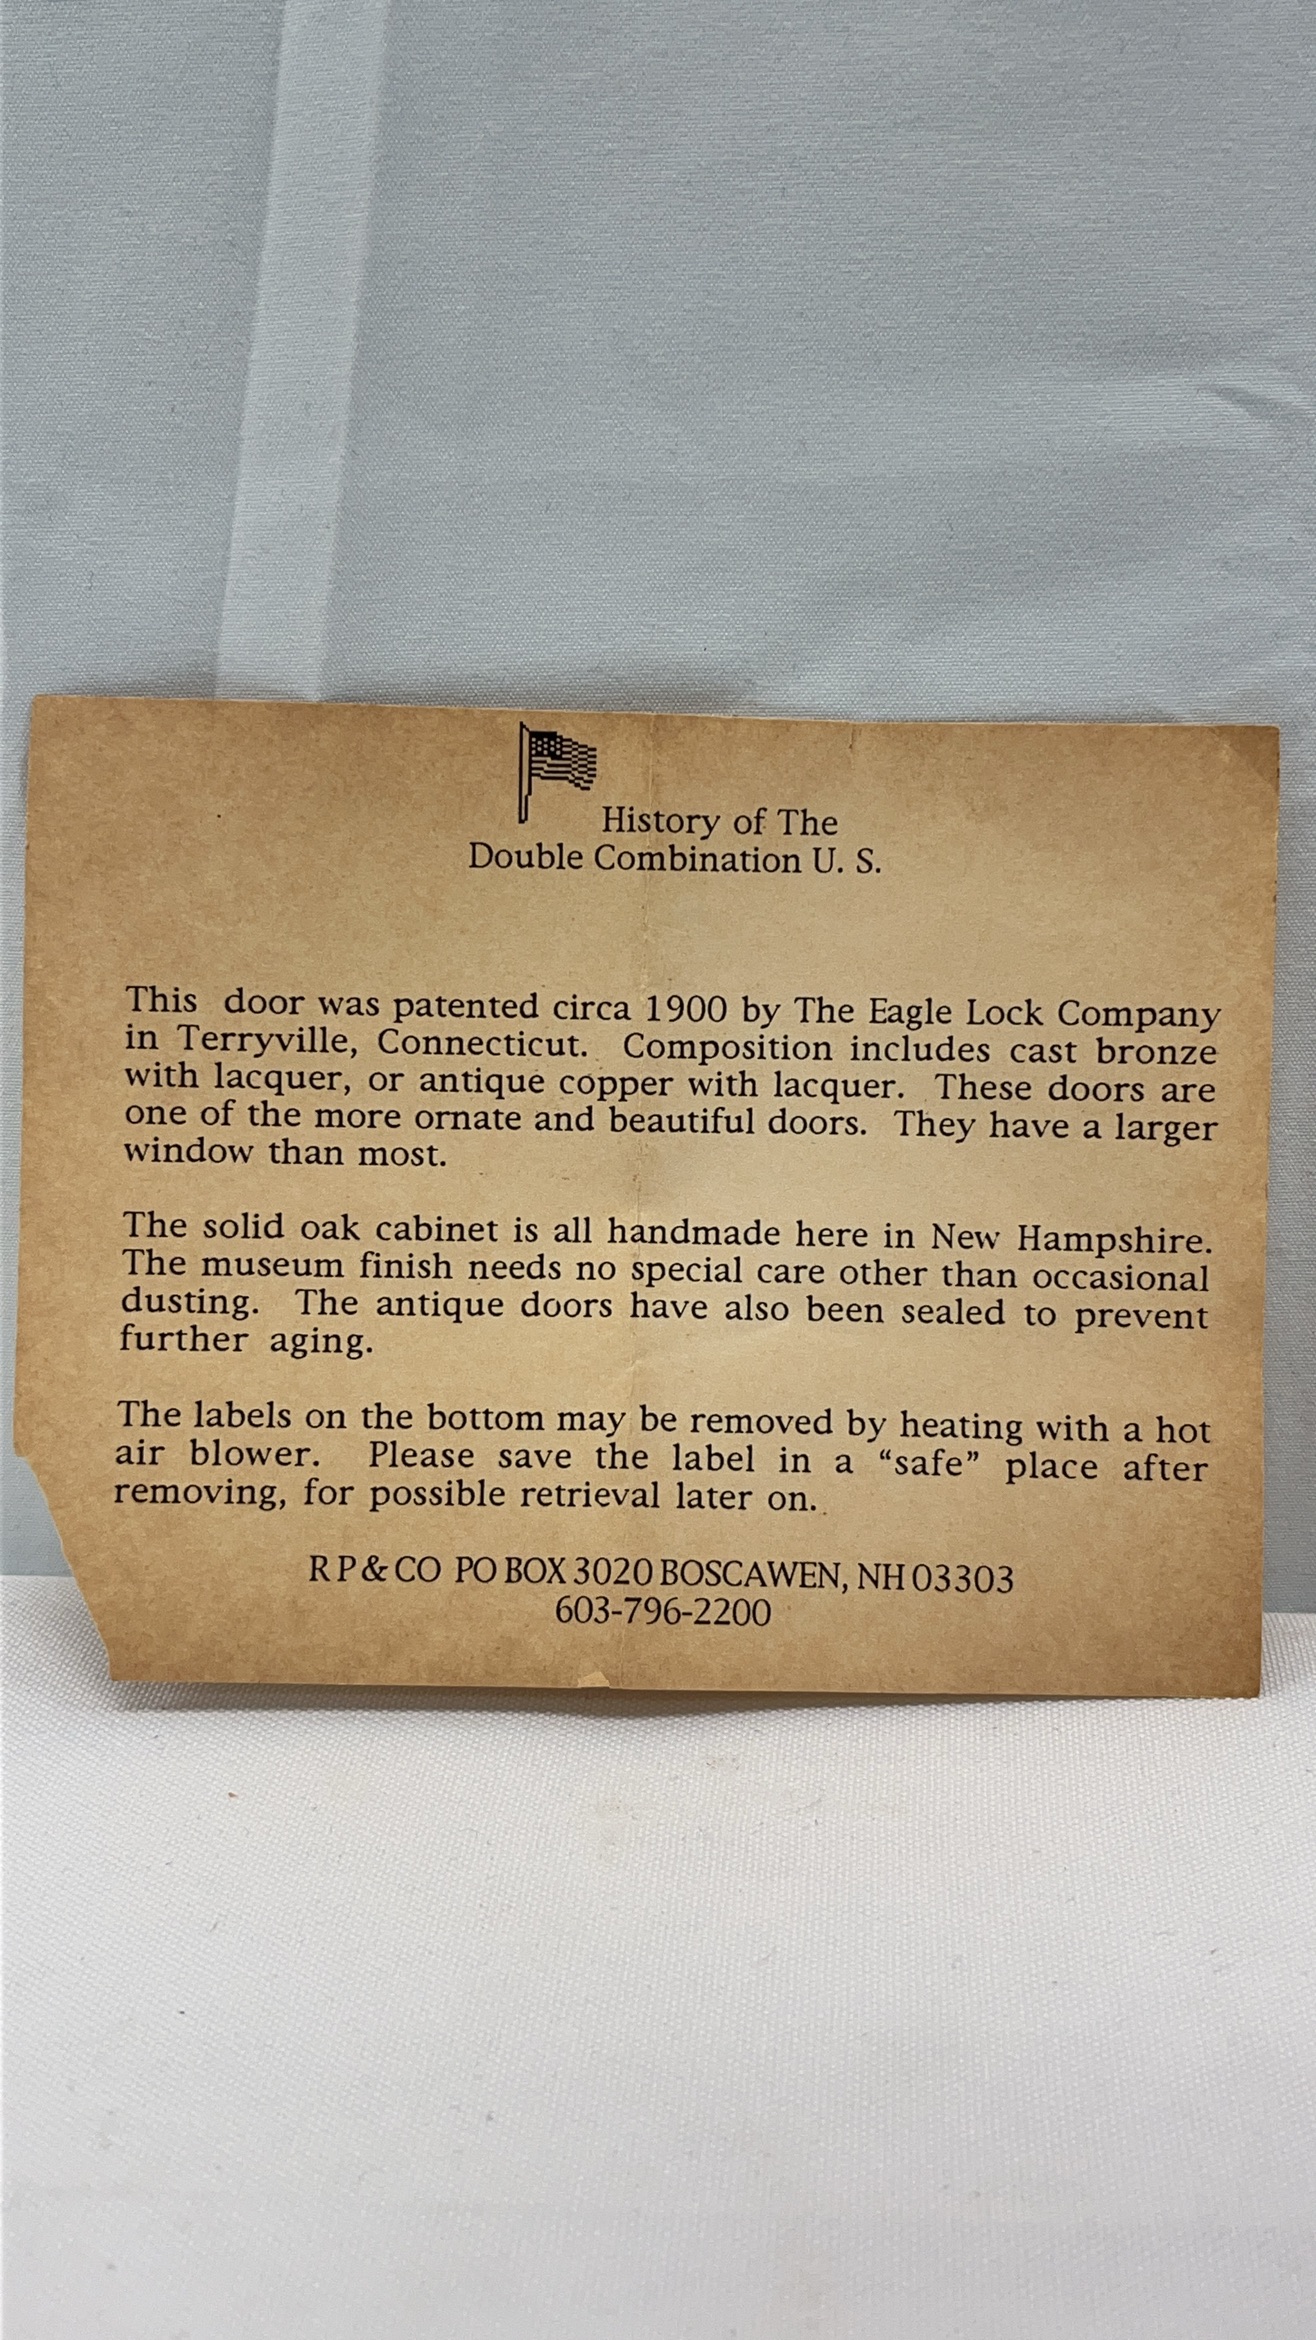 History of The
Double Combination U. S.
This door was patented circa 1900 by The Eagle Lock Company
in Terryville, Connecticut. Composition includes cast bronze
with lacquer, or antique copper with lacquer. These doors are
one of the more ornate and beautiful doors. They have a larger
window than most.
The solid oak cabinet is all handmade here in New Hampshire.
The museum finish needs no special care other than occasional
dusting. The antique doors have also been sealed to prevent
further aging.
The labels on the bottom may be removed by heating with a hot
air blower. Please save the label in a “safe” place after
removing, for possible retrieval later on.
R P & CO PO BOX 3020 BOSCAWEN, NH 03303
603-796-2200